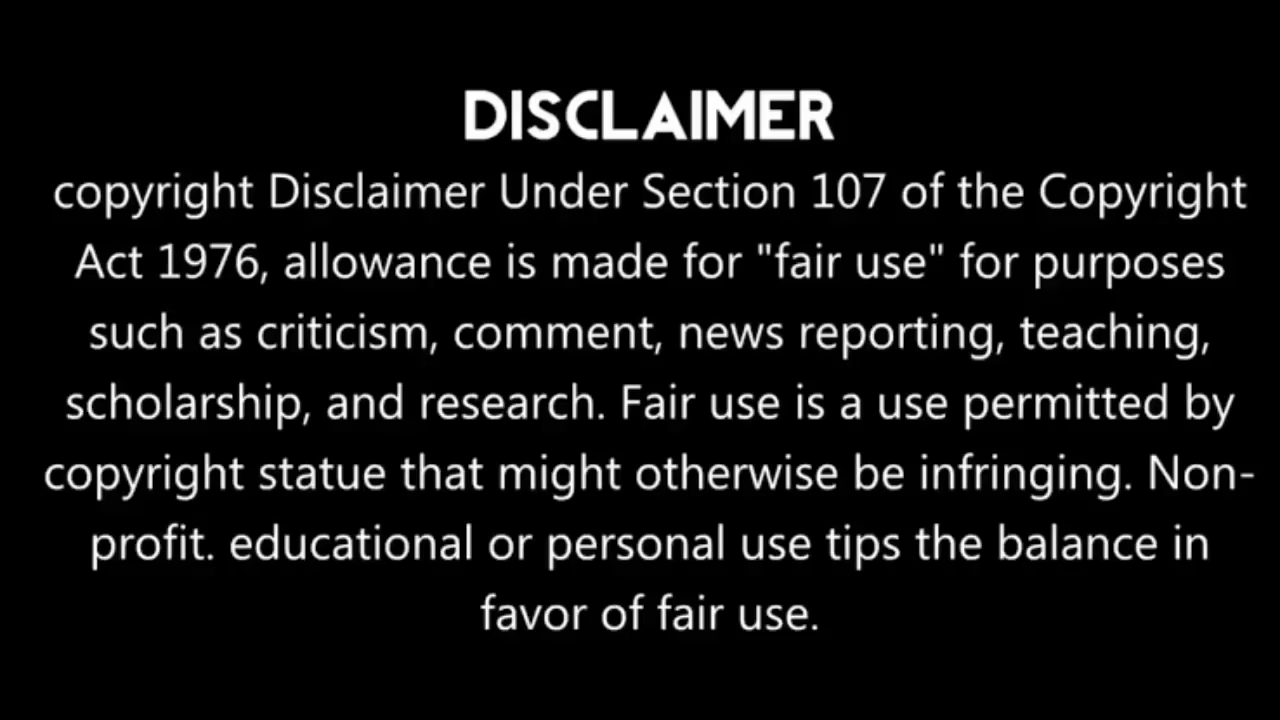 DISCLAIMER
copyright Disclaimer Under Section 107 of the Copyright
Act 1976, allowance is made for "fair use" for purposes
such as criticism, comment, news reporting, teaching,
scholarship, and research. Fair use is a use permitted by
copyright statue that might otherwise be infringing. Non-
profit. educational or personal use tips the balance in
favor of fair use.